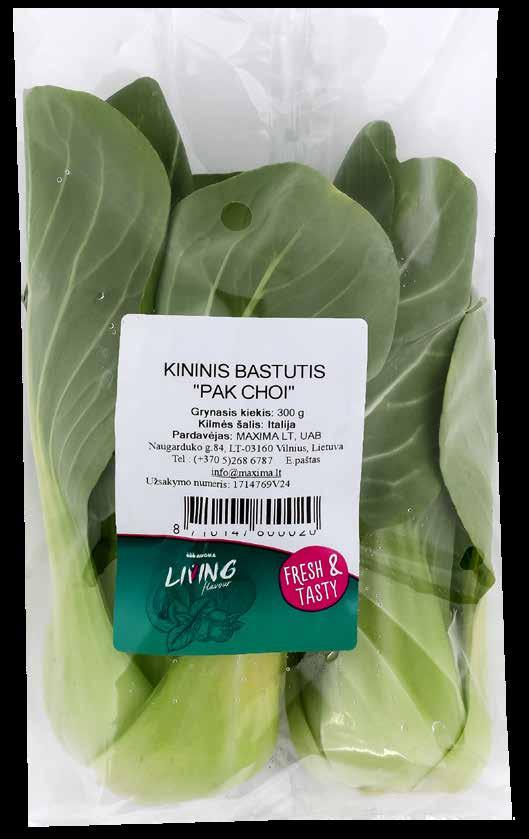 KININIS BASTUTIS
"PAK CHOI"
Grynasis kiekis: 300 g
Kilmės šalis: Italija
Pardavėjas: MAXIMA LT, UAB
Naugarduko g.84, LT-03160 Vilnius, Lietuva
Tel : (+370 5)268 6787 E.paštas
info@maxima.lt
Užsakymo numeris: 1714769V24
AUGMA
LIVING
flavour
FRESH &
TASTY